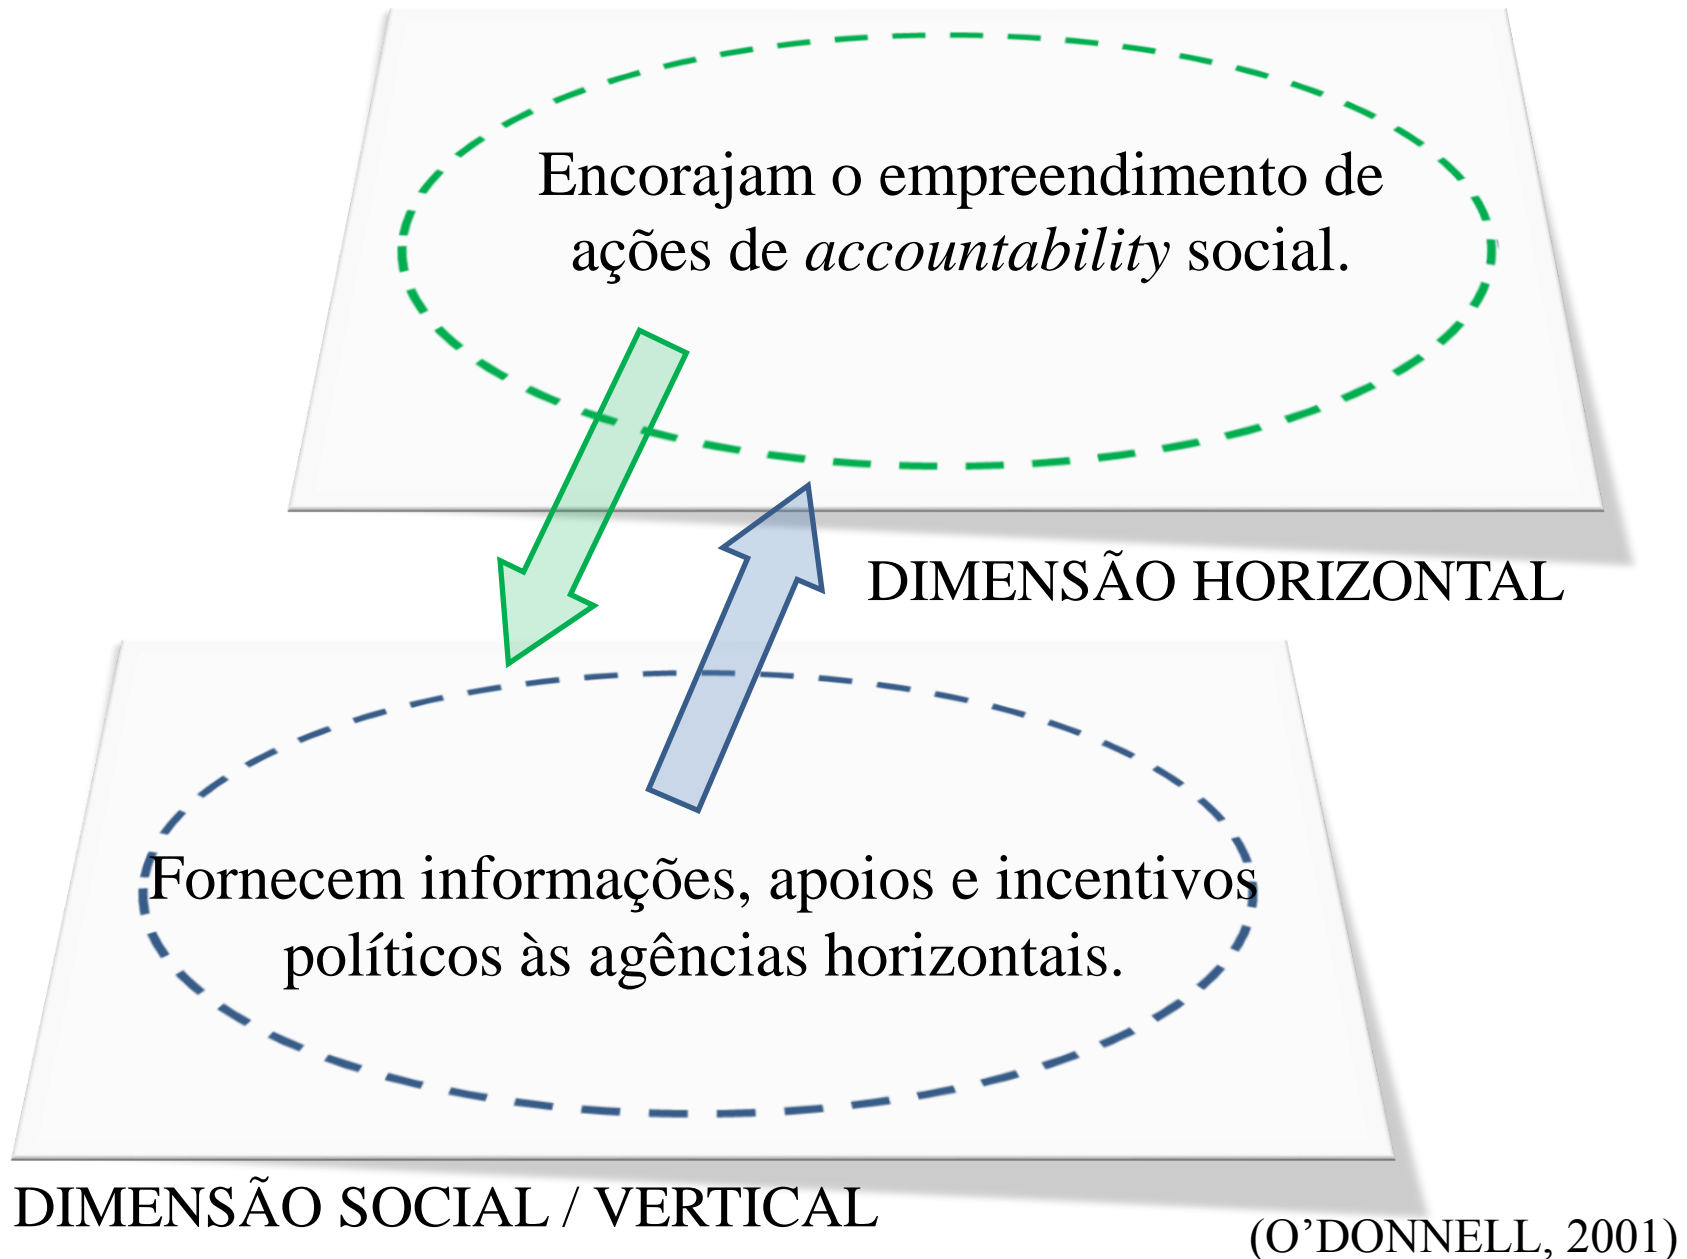 Encorajam o empreendimento de
ações de accountability social.
DIMENSÃO HORIZONTAL
Fornecem informações, apoios e incentivos
políticos às agências horizontais.
DIMENSÃO SOCIAL / VERTICAL
(O’DONNELL, 2001)